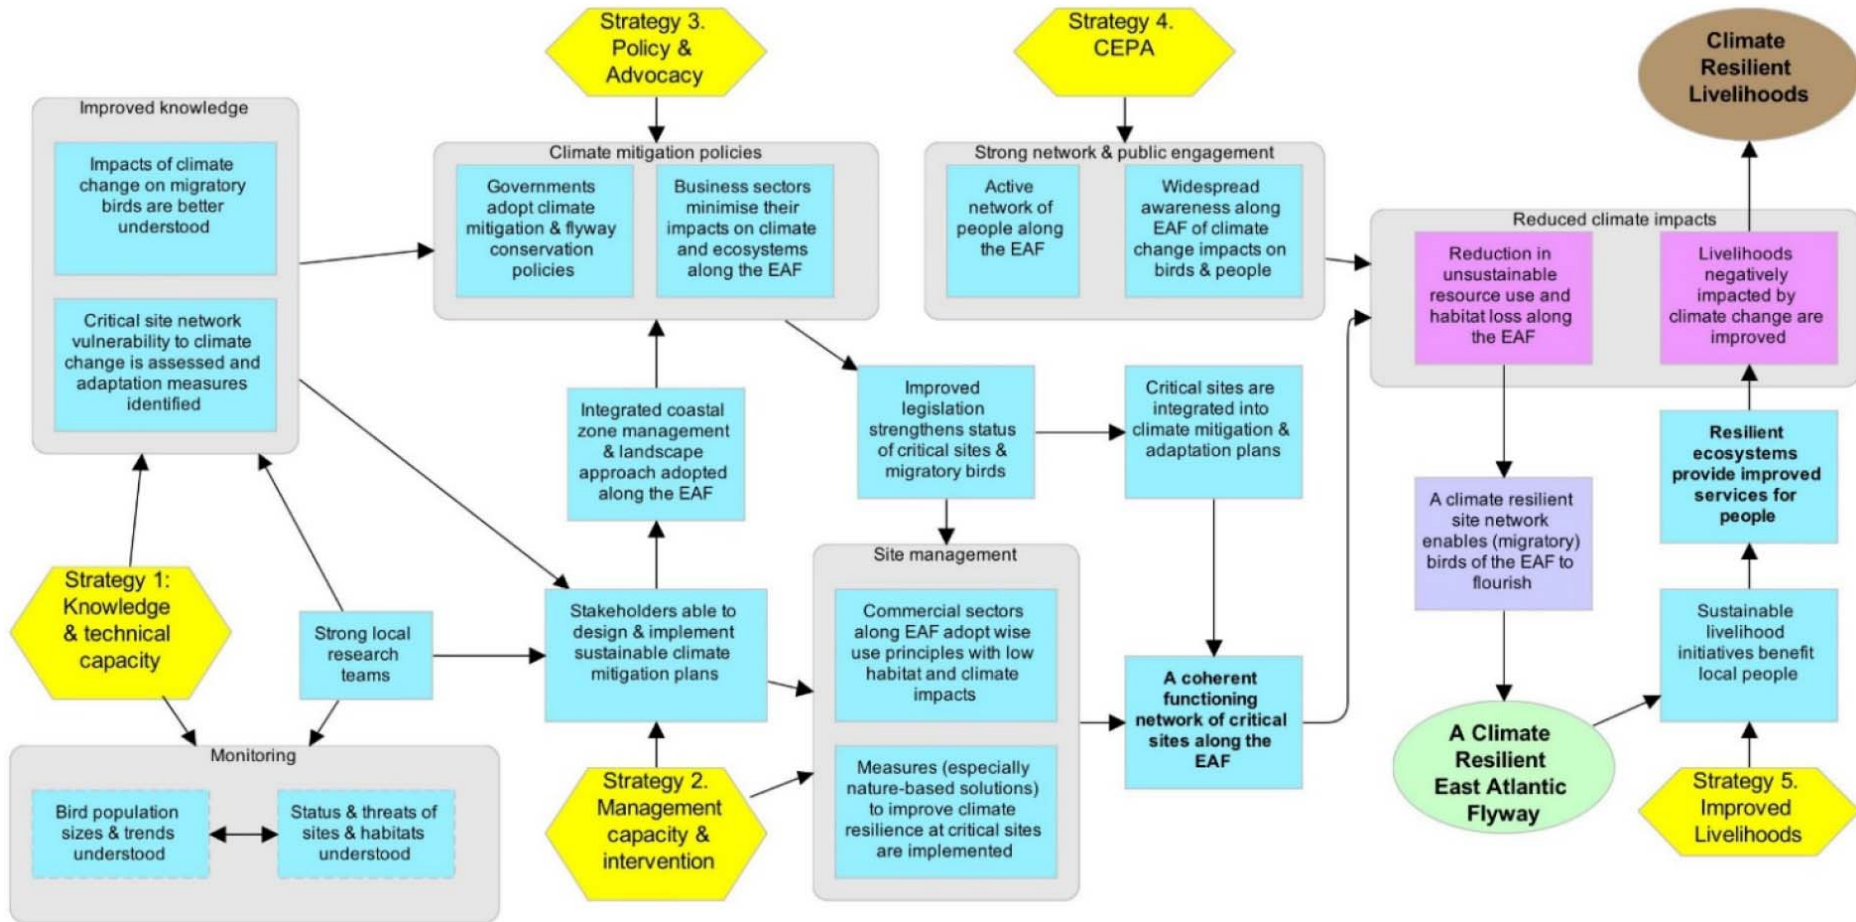 Strategy 3.
Policy &
Advocacy
Strategy 4.
CEPA
Climate
Resilient
Livelihoods
Improved knowledge
Impacts of climate
change on migratory
birds are better
understood
Critical site network
vulnerability to climate
change is assessed and
adaptation measures
identified
Climate mitigation policies
Governments
adopt climate
mitigation & flyway
conservation
policies
Business sectors
minimise their
impacts on climate
and ecosystems
along the EAF
Strong network & public engagement
Active
network of
people along
the EAF
Widespread
awareness along
EAF of climate
change impacts on
birds & people
Reduced climate impacts
Reduction in
unsustainable
resource use and
habitat loss along
the EAF
Livelihoods
negatively
impacted by
climate change are
improved
Integrated coastal
zone management
& landscape
approach adopted
along the EAF
Improved
legislation
strengthens status
of critical sites &
migratory birds
Critical sites are
integrated into
climate mitigation &
adaptation plans
Resilient
ecosystems
provide improved
services for
people
A climate resilient
site network
enables (migratory)
birds of the EAF to
flourish
Strategy 1:
Knowledge
& technical
capacity
Strong local
research
teams
Stakeholders able to
design & implement
sustainable climate
mitigation plans
Site management
Commercial sectors
along EAF adopt wise
use principles with low
habitat and climate
impacts
Measures (especially
nature-based solutions)
to improve climate
resilience at critical sites
are implemented
A coherent
functioning
network of critical
sites along the
EAF
Sustainable
livelihood
initiatives benefit
local people
Monitoring
Bird population
sizes & trends
understood
Status & threats of
sites & habitats
understood
Strategy 2.
Management
capacity &
intervention
A Climate
Resilient
East Atlantic
Flyway
Strategy 5.
Improved
Livelihoods